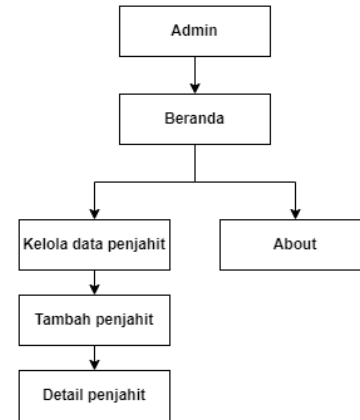 Admin
Beranda
Kelola data penjahit
About
Tambah penjahit
Detail penjahit